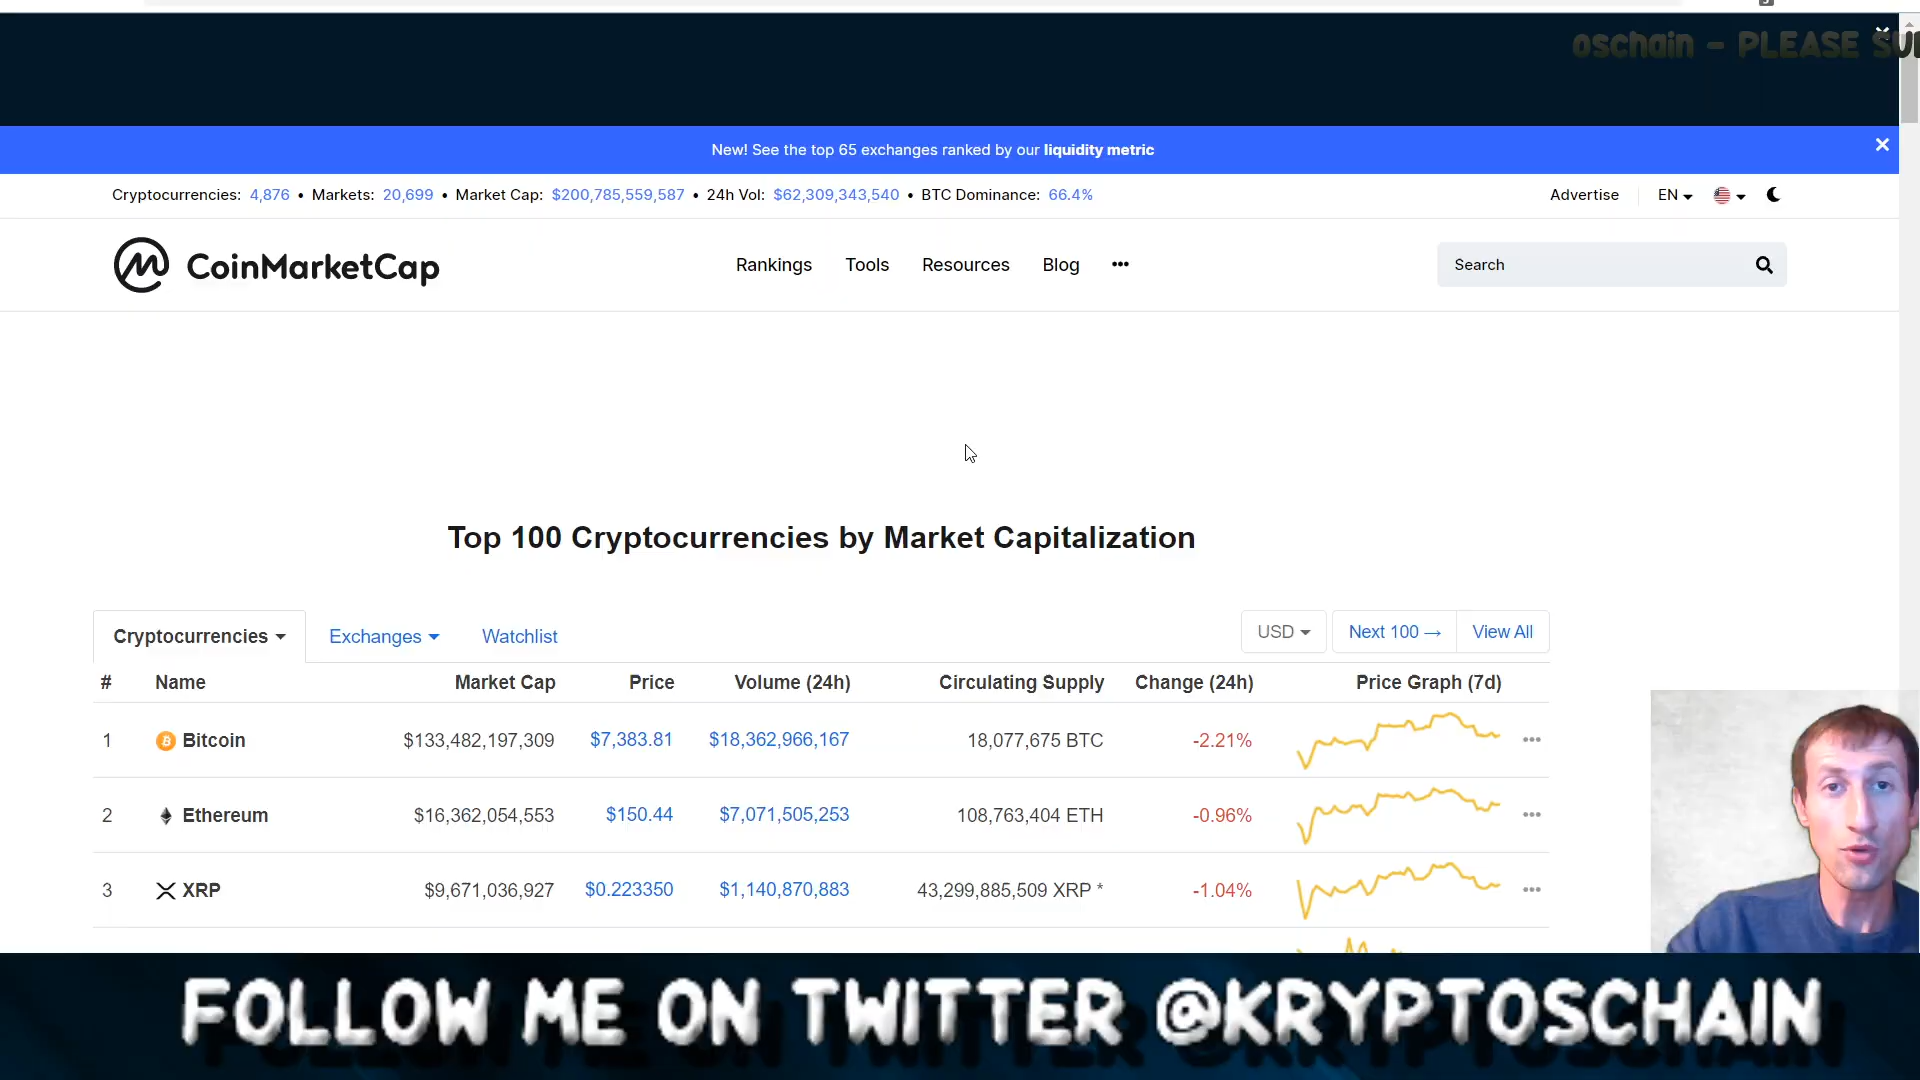 oschain - PLEASE
New! See the top 65 exchanges ranked by our liquidity metric
Cryptocurrencies: 4,876 • Markets: 20,699 • Market Cap: $200,785,559,587 • 24h Vol: $62,309,343,540 • BTC Dominance: 66.4%
Advertise EN
CoinMarketCap
Rankings Tools Resources Blog •••
Search
Top 100 Cryptocurrencies by Market Capitalization
Cryptocurrencies Exchanges Watchlist USD Next 100 → View All
# Name Market Cap Price Volume (24h) Circulating Supply Change (24h) Price Graph (7d)
1 Bitcoin $133,482,197,309 $7,383.81 $18,362,966,167 18,077,675 BTC -2.21%
2 Ethereum $16,362,054,553 $150.44 $7,071,505,253 108,763,404 ETH -0.96%
3 XRP $9,671,036,927 $0.223350 $1,140,870,883 43,299,885,509 XRP * -1.04%
FOLLOW ME ON TWITTER @KRYPTOSCHAIN